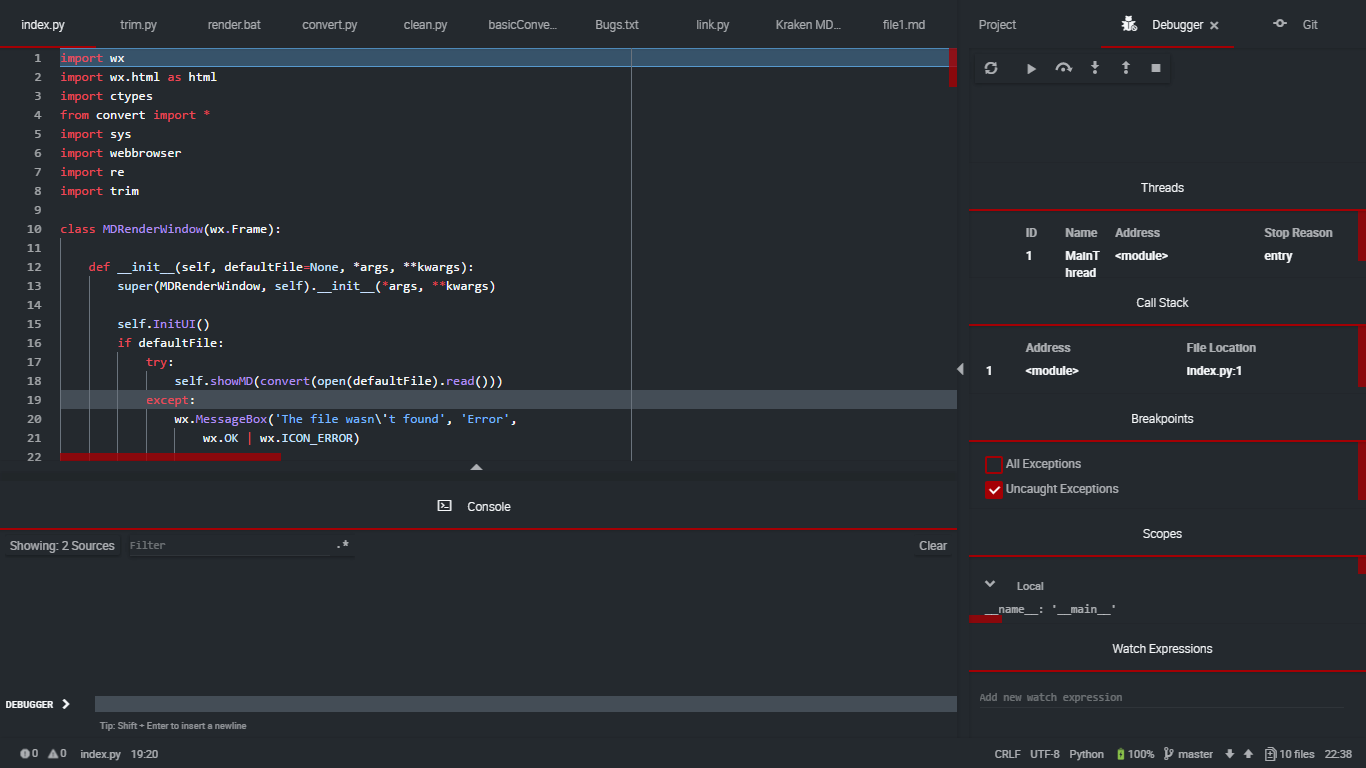 index.py trim.py render.bat convert.py clean.py basicConve... Bugs.txt link.py Kraken MD... file1.md
1 import wx
2 import wx.html as html
3 import ctypes
4 from convert import *
5 import sys
6 import webbrowser
7 import re
8 import trim
9
10 class MDRenderWindow(wx.Frame):
11
12 def __init__(self, defaultFile=None, *args, **kwargs):
13 super(MDRenderWindow, self).__init__(*args, **kwargs)
14
15 self.InitUI()
16 if defaultFile:
17 try:
18 self.showMD(convert(open(defaultFile).read()))
19 except:
20 wx.MessageBox('The file wasn\'t found', 'Error',
21 wx.OK | wx.ICON_ERROR)
22
Console
Showing: 2 Sources Filter .* Clear
DEBUGGER
Tip: Shift + Enter to insert a newline
Project Debugger Git
Threads
ID Name Address Stop Reason
1 MainT <module> entry
hread
Call Stack
Address File Location
1 <module> index.py:1
Breakpoints
All Exceptions
Uncaught Exceptions
Scopes
Local
__name__: '__main__'
Watch Expressions
Add new watch expression
0 0 index.py 19:20 CRLF UTF-8 Python 100% master 10 files 22:38